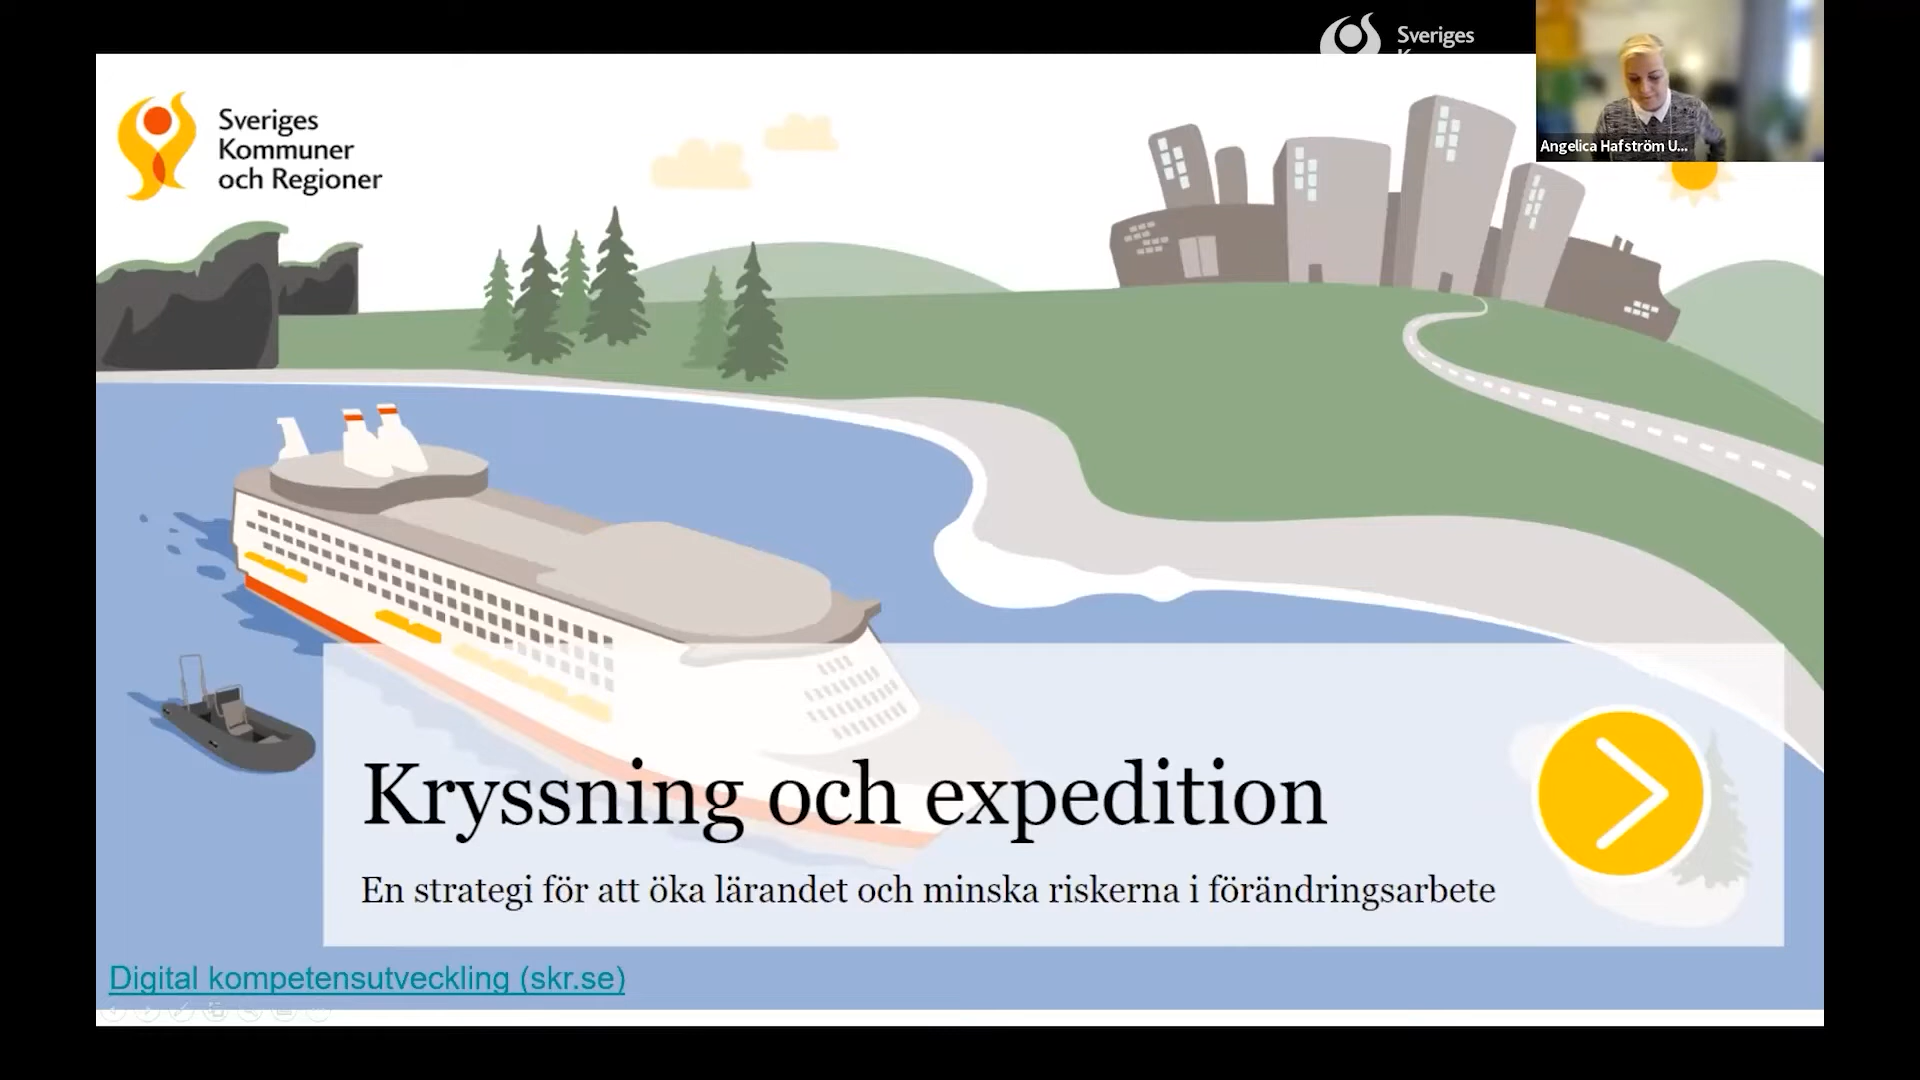 Sveriges
Angelica Hafström U...
Sveriges
Kommuner
och Regioner
Kryssning och expedition
En strategi för att öka lärandet och minska riskerna i förändringsarbete
Digital kompetensutveckling (skr.se)